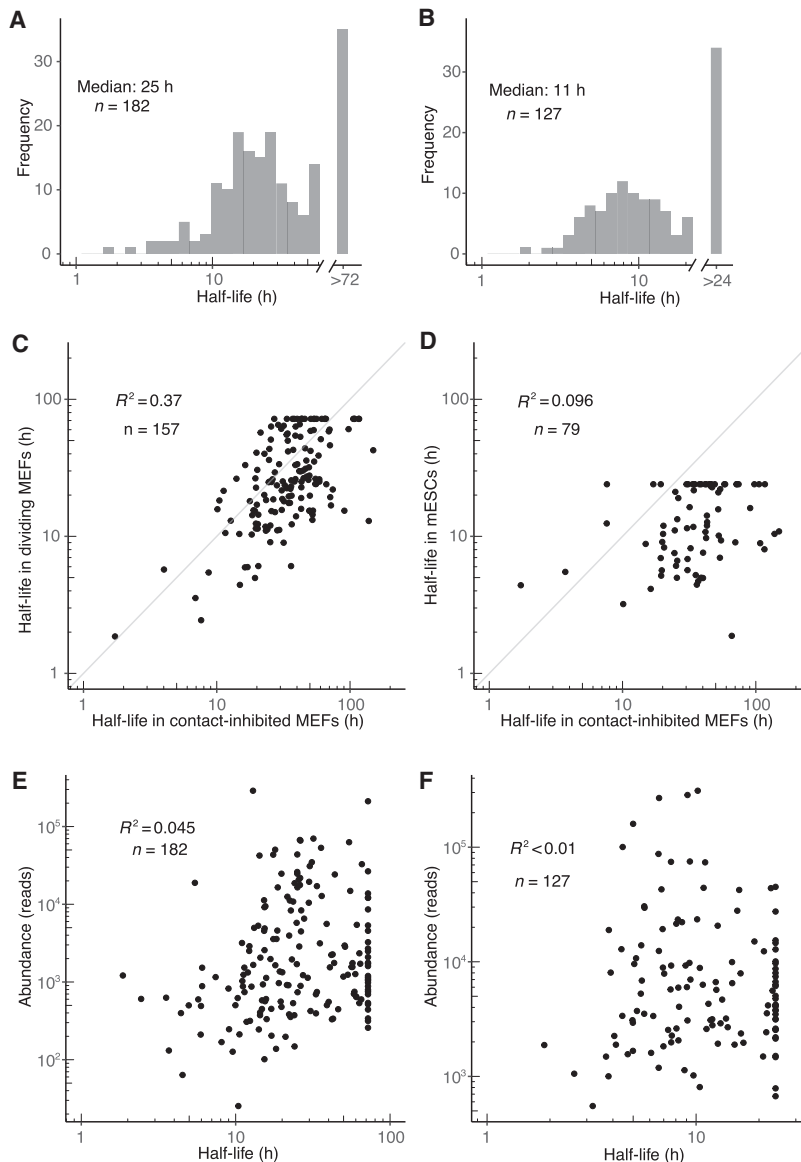 A
Median: 25 h
n = 182
Frequency
30
20
10
0
1
10
>72
Half-life (h)
B
Median: 11 h
n = 127
Frequency
30
20
10
0
1
10
>24
Half-life (h)
C
R² = 0.37
n = 157
Half-life in dividing MEFs (h)
100
10
1
1
10
100
Half-life in contact-inhibited MEFs (h)
D
R² = 0.096
n = 79
Half-life in mESCs (h)
100
10
1
1
10
100
Half-life in contact-inhibited MEFs (h)
E
R² = 0.045
n = 182
Abundance (reads)
10⁵
10⁴
10³
10²
1
10
100
Half-life (h)
F
R² < 0.01
n = 127
Abundance (reads)
10⁵
10⁴
10³
1
10
Half-life (h)